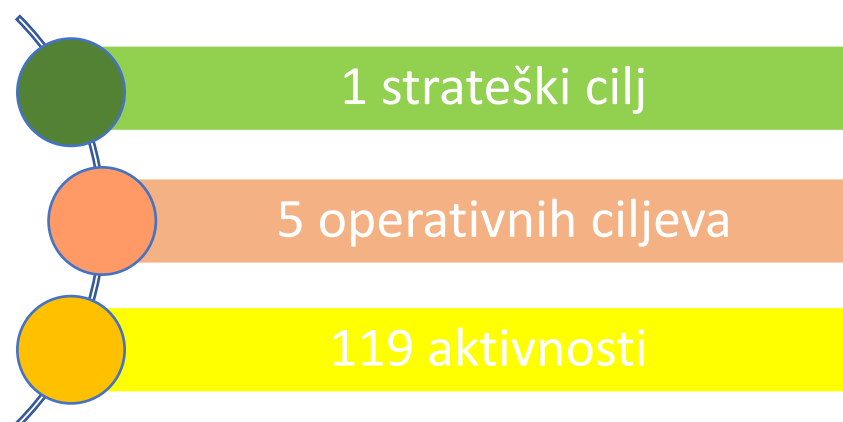 1 strateški cilj
5 operativnih ciljeva
119 aktivnosti